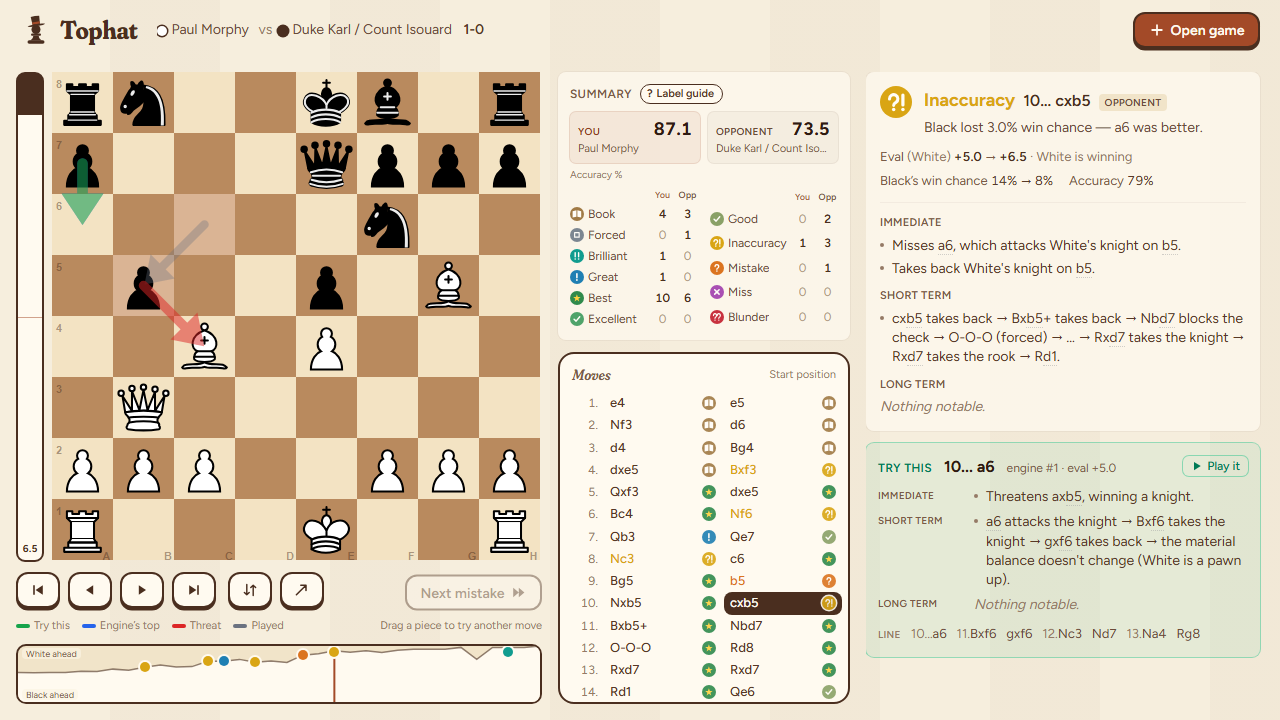 Tophat
Paul Morphy vs Duke Karl / Count Isouard 1-0
+ Open game
8
7
6
5
4
3
2
1
A B C D E F G H
6.5
Next mistake
Try this Engine's top Threat Played
Drag a piece to try another move
White ahead
Black ahead
SUMMARY ? Label guide
YOU 87.1
Paul Morphy
OPPONENT 73.5
Duke Karl / Count Iso...
Accuracy %
You Opp
Book 4 3
Forced 0 1
Brilliant 1 0
Great 1 0
Best 10 6
Excellent 0 0
You Opp
Good 0 2
Inaccuracy 1 3
Mistake 0 1
Miss 0 0
Blunder 0 0
Moves Start position
1. e4 e5
2. Nf3 d6
3. d4 Bg4
4. dxe5 Bxf3 ?!
5. Qxf3 dxe5
6. Bc4 Nf6 ?!
7. Qb3 ! Qe7
8. Nc3 ?! c6
9. Bg5 b5 ?
10. Nxb5 cxb5 ?!
11. Bxb5+ Nbd7
12. O-O-O Rd8
13. Rxd7 Rxd7
14. Rd1 Qe6
?! Inaccuracy 10... cxb5 OPPONENT
Black lost 3.0% win chance — a6 was better.
Eval (White) +5.0 → +6.5 · White is winning
Black's win chance 14% → 8% Accuracy 79%
IMMEDIATE
• Misses a6, which attacks White's knight on b5.
• Takes back White's knight on b5.
SHORT TERM
• cxb5 takes back → Bxb5+ takes back → Nbd7 blocks the
check → O-O-O (forced) → ... → Rxd7 takes the knight →
Rxd7 takes the rook → Rd1.
LONG TERM
Nothing notable.
TRY THIS 10... a6 engine #1 · eval +5.0 Play it
IMMEDIATE • Threatens axb5, winning a knight.
SHORT TERM • a6 attacks the knight → Bxf6 takes the
knight → gxf6 takes back → the material
balance doesn't change (White is a pawn
up).
LONG TERM Nothing notable.
LINE 10...a6 11.Bxf6 gxf6 12.Nc3 Nd7 13.Na4 Rg8